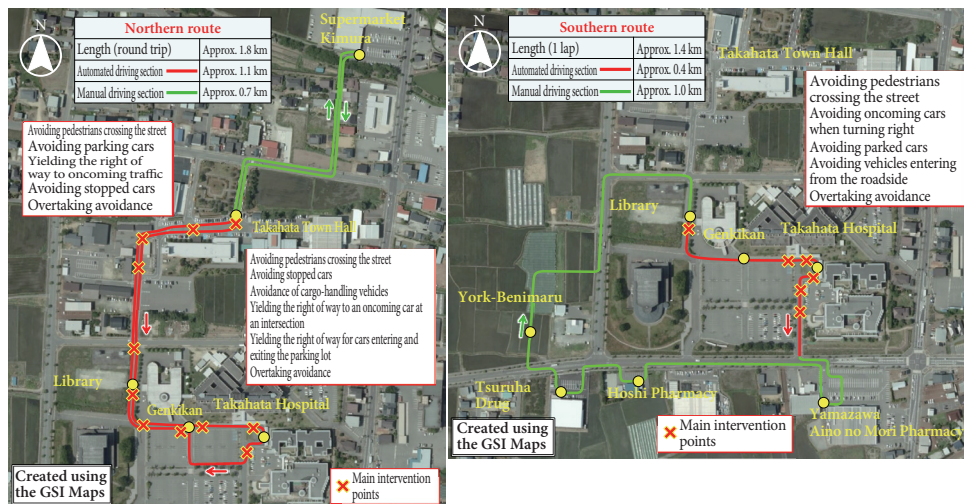 N
Northern route
Length (round trip) Approx. 1.8 km
Automated driving section Approx. 1.1 km
Manual driving section Approx. 0.7 km
Supermarket
Kimura
Avoiding pedestrians crossing the street
Avoiding parking cars
Yielding the right of
way to oncoming traffic
Avoiding stopped cars
Overtaking avoidance
Takahata Town Hall
Avoiding pedestrians crossing the street
Avoiding stopped cars
Avoidance of cargo-handling vehicles
Yielding the right of way to an oncoming car at
an intersection
Yielding the right of way for cars entering and
exiting the parking lot
Overtaking avoidance
Library
Genkikan
Takahata Hospital
Created using
the GSI Maps
Main intervention
points
N
Southern route
Length (1 lap) Approx. 1.4 km
Automated driving section Approx. 0.4 km
Manual driving section Approx. 1.0 km
Takahata Town Hall
Avoiding pedestrians
crossing the street
Avoiding oncoming cars
when turning right
Avoiding parked cars
Avoiding vehicles entering
from the roadside
Overtaking avoidance
Library
Genkikan
Takahata Hospital
York-Benimaru
Tsuruha
Drug
Hoshi Pharmacy
Yamazawa
Aino no Mori Pharmacy
Created using
the GSI Maps
Main intervention
points